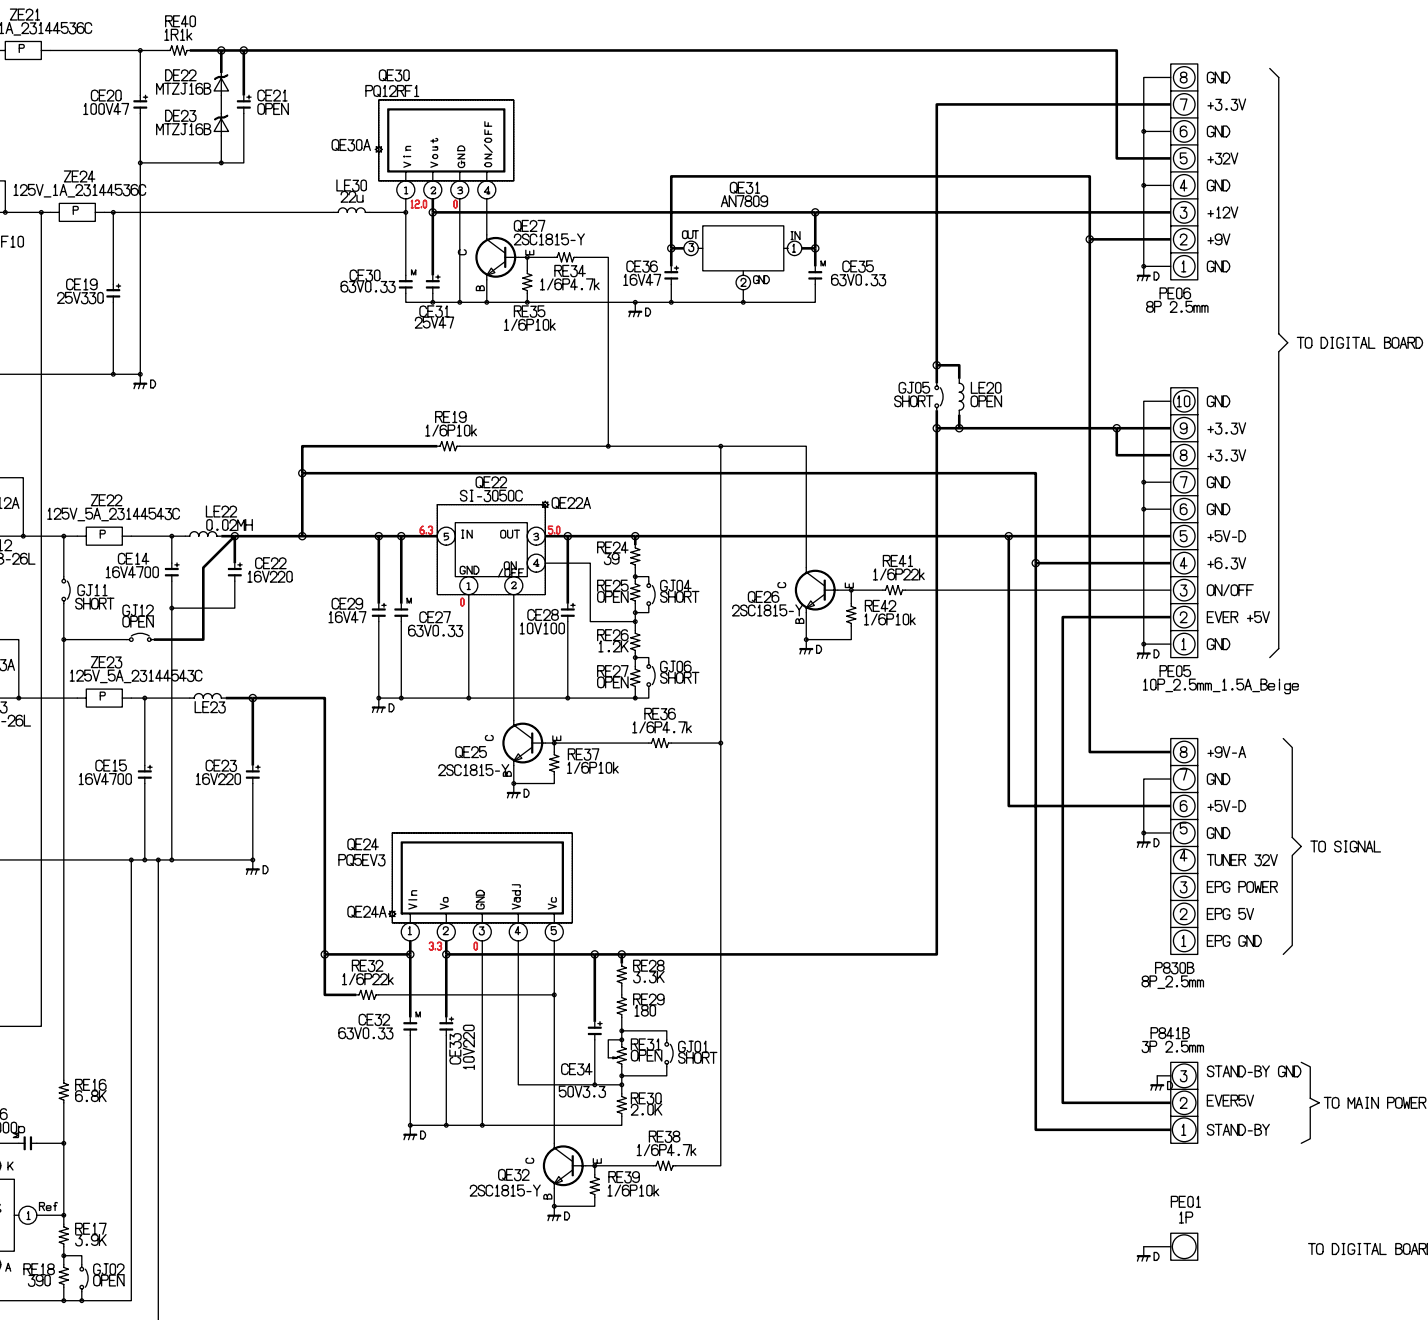 ZE21
1A_23144536C
P
RE40
1R1k
DE22
MTZJ16B
DE23
MTZJ16B
CE20
100V47
CE21
OPEN
QE30
PQ12RF1
QE30A
Vin
Vout
GND
ON/OFF
1
2
3
4
12.0
0
ZE24
125V_1A_23144536C
P
LE30
22u
F10
CE19
25V330
D
QE27
2SC1815-Y
C
E
B
RE34
1/6P4.7k
RE35
1/6P10k
CE30
63V0.33
M
CE31
25V47
QE31
AN7809
OUT
3
IN
1
2
GND
CE36
16V47
CE35
63V0.33
M
D
8 GND
7 +3.3V
6 GND
5 +32V
4 GND
3 +12V
2 +9V
1 GND
D
PE06
8P 2.5mm
TO DIGITAL BOARD
GJ05
SHORT
LE20
OPEN
10 GND
9 +3.3V
8 +3.3V
7 GND
6 GND
5 +5V-D
4 +6.3V
3 ON/OFF
2 EVER +5V
1 GND
D
PE05
10P_2.5mm_1.5A_Beige
RE19
1/6P10k
12A
ZE22
125V_5A_23144543C
P
LE22
0.02MH
-26L
CE14
16V4700
CE22
16V220
GJ11
SHORT
GJ12
OPEN
QE22
SI-3050C
QE22A
6.3
5
IN
OUT
3
5.0
GND
ON
/OFF
4
1
2
0
CE29
16V47
CE27
63V0.33
M
CE28
10V100
RE24
39
RE25
OPEN
GJ04
SHORT
RE26
1.2K
RE27
OPEN
GJ06
SHORT
D
QE26
2SC1815-Y
C
E
B
RE41
1/6P22k
RE42
1/6P10k
D
3A
ZE23
125V_5A_23144543C
P
LE23
-26L
CE15
16V4700
CE23
16V220
D
QE25
2SC1815-Y
C
E
B
RE36
1/6P4.7k
RE37
1/6P10k
D
8 +9V-A
7 GND
6 +5V-D
5 GND
4 TUNER 32V
3 EPG POWER
2 EPG 5V
1 EPG GND
D
P830B
8P_2.5mm
TO SIGNAL
QE24
PQ5EV3
QE24A
Vin
Vo
GND
Vadj
Vc
1
2
3
4
5
3.3
0
RE32
1/6P22k
CE32
63V0.33
M
CE33
10V220
CE34
50V3.3
RE28
3.3K
RE29
180
RE31
OPEN
GJ01
SHORT
RE30
2.0K
D
P841B
3P 2.5mm
3 STAND-BY GND
2 EVER5V
1 STAND-BY
D
TO MAIN POWER
RE16
6.8K
6
000p
K
1
Ref
A
RE17
3.9K
RE18
390
GJ02
OPEN
QE32
2SC1815-Y
C
E
B
RE38
1/6P4.7k
RE39
1/6P10k
D
PE01
1P
D
TO DIGITAL BOAR